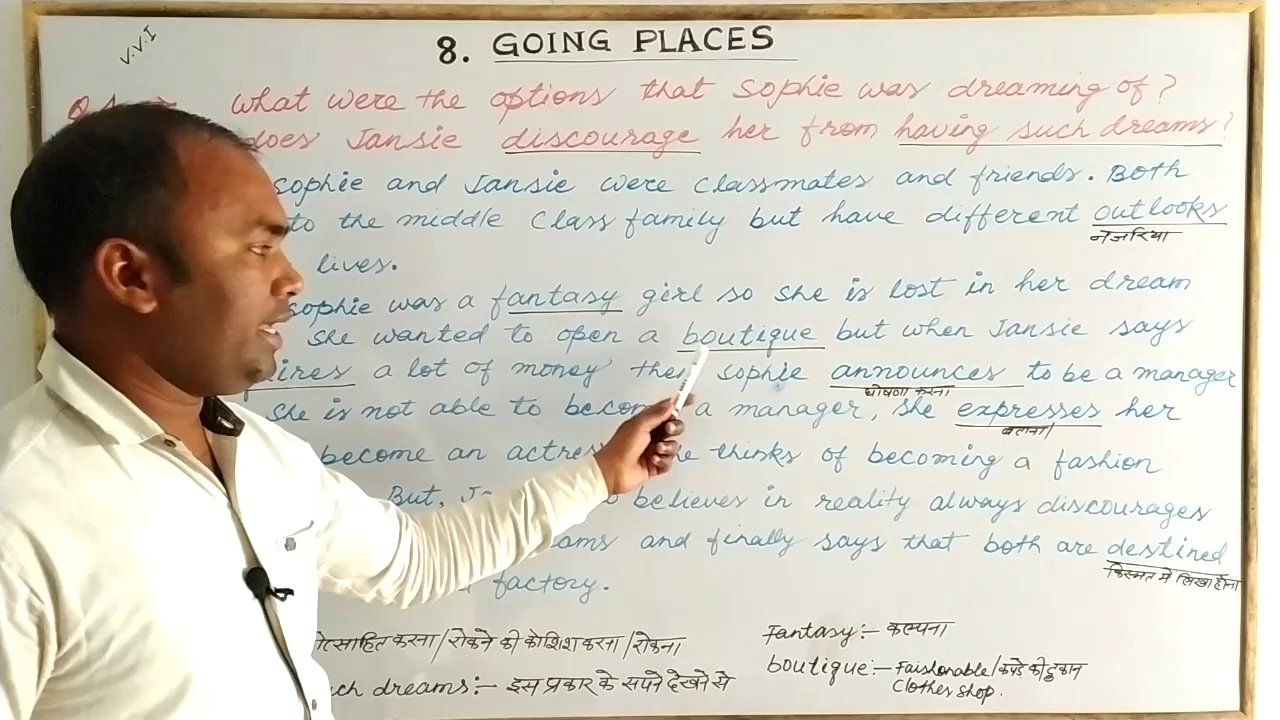 V.V.I
8. GOING PLACES
what were the options that sophie was dreaming of?
does Jansie discourage her from having such dreams?
sophie and Jansie were classmates and friends. Both
to the middle class family but have different outlooks
नजरिया
lives.
sophie was a fantasy girl so she is lost in her dream
She wanted to open a boutique but when Jansie says
a lot of money then sophie announces to be a manager
घोषणा करना
she is not able to become a manager, she expresses her
बताना
become an actress thinks of becoming a fashion
But, believes in reality always discourages
and finally says that both are destined
किस्मत मे लिखा होना
factory.
Fantasy:- कल्पना
करना/रोकने की कोशिश करना/रोकना
boutique:- Faishonable/कपड़े की दुकान
clothes shop.
dreams:- इस प्रकार के सपने देखने से